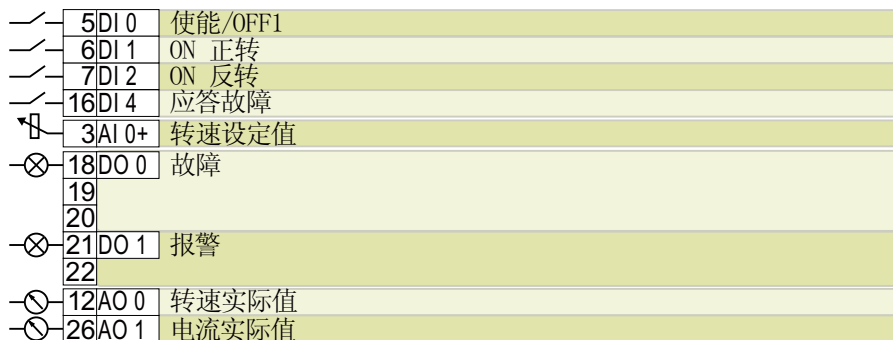 5 DI 0 使能/OFF1
6 DI 1 ON 正转
7 DI 2 ON 反转
16 DI 4 应答故障
3 AI 0+ 转速设定值
18 DO 0 故障
19
20
21 DO 1 报警
22
12 AO 0 转速实际值
26 AO 1 电流实际值